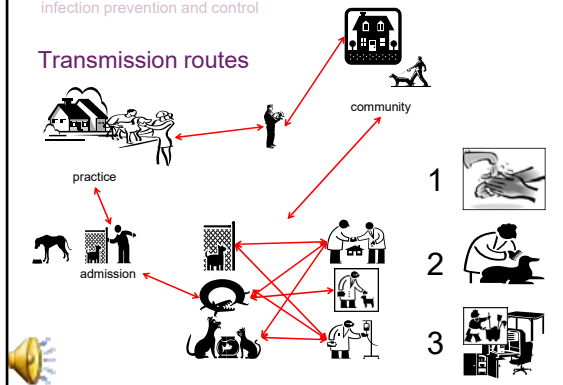 infection prevention and control
Transmission routes
community
practice
1
admission
2
3